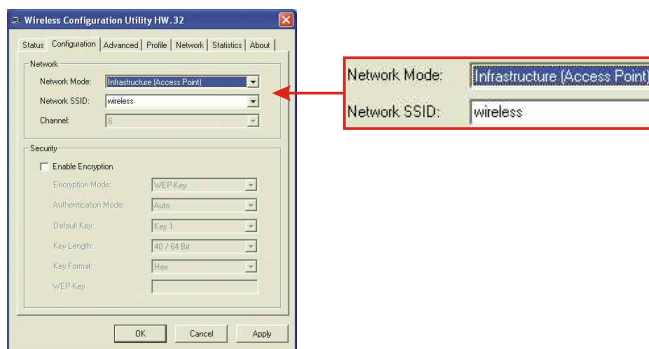 Wireless Configuration Utility HW.32
Status Configuration Advanced Profile Network Statistics About
Network
Network Mode: Infrastructure (Access Point)
Network SSID: wireless
Channel: 6
Security
Enable Encryption
Encryption Mode: WEP-Key
Authentication Mode: Auto
Default Key: Key 1
Key Length: 40 / 64 Bit
Key Format: Hex
WEP-Key
OK Cancel Apply
Network Mode: Infrastructure (Access Point)
Network SSID: wireless